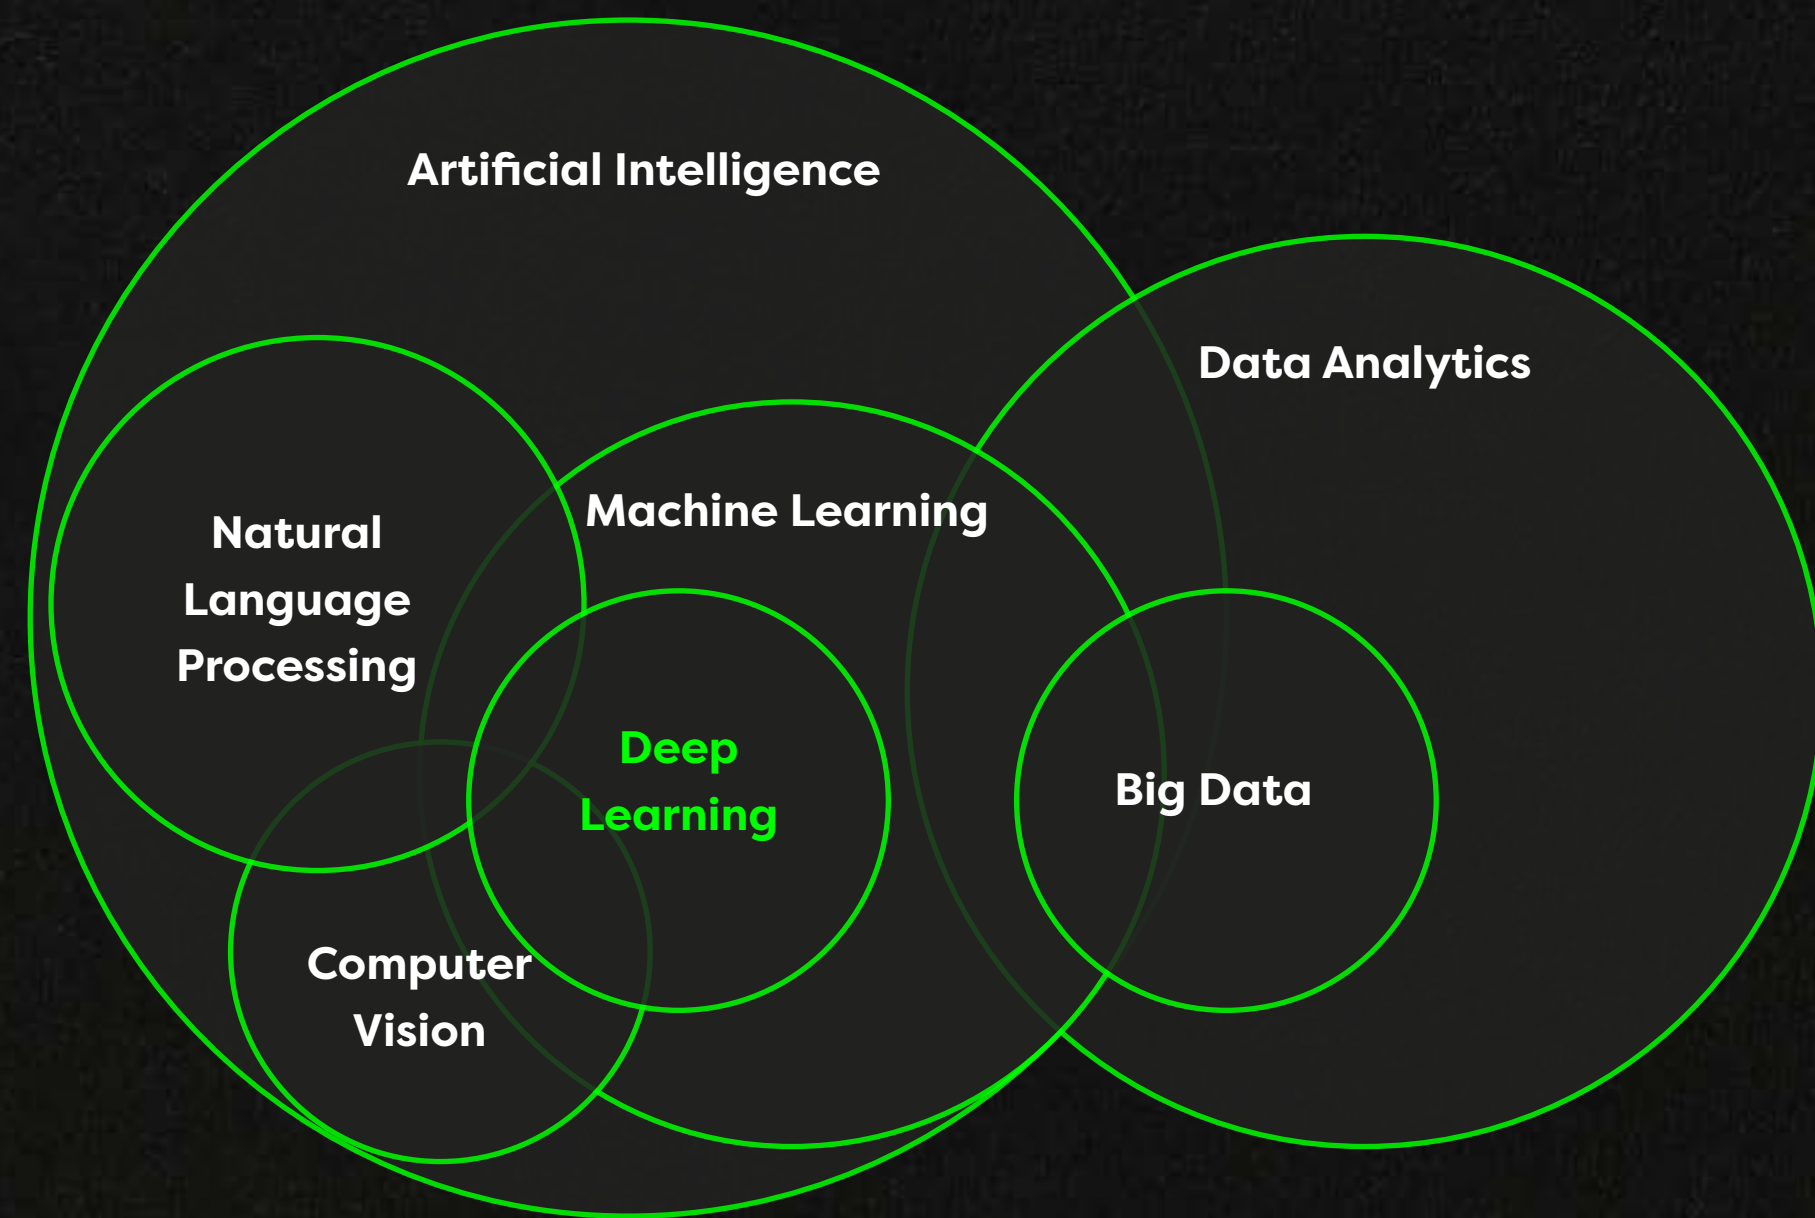 Artificial Intelligence
Data Analytics
Natural
Language
Processing
Machine Learning
Deep
Learning
Big Data
Computer
Vision